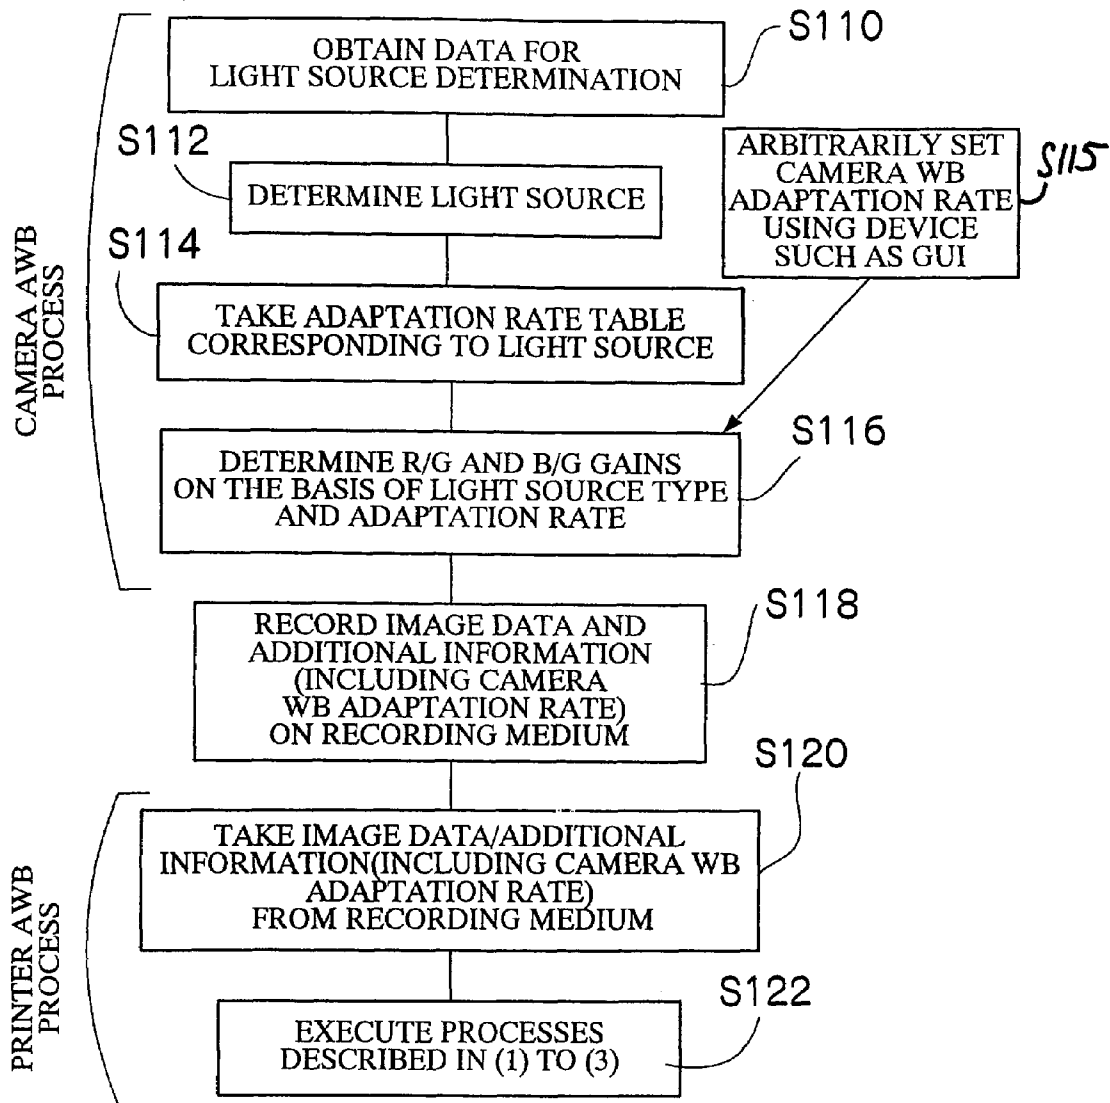 S110
OBTAIN DATA FOR
LIGHT SOURCE DETERMINATION
S112
DETERMINE LIGHT SOURCE
ARBITRARILY SET
CAMERA WB
ADAPTATION RATE
USING DEVICE
SUCH AS GUI
S115
S114
TAKE ADAPTATION RATE TABLE
CORRESPONDING TO LIGHT SOURCE
CAMERA AWB
PROCESS
S116
DETERMINE R/G AND B/G GAINS
ON THE BASIS OF LIGHT SOURCE TYPE
AND ADAPTATION RATE
S118
RECORD IMAGE DATA AND
ADDITIONAL INFORMATION
(INCLUDING CAMERA
WB ADAPTATION RATE)
ON RECORDING MEDIUM
S120
TAKE IMAGE DATA/ADDITIONAL
INFORMATION(INCLUDING CAMERA WB
ADAPTATION RATE)
FROM RECORDING MEDIUM
PRINTER AWB
PROCESS
S122
EXECUTE PROCESSES
DESCRIBED IN (1) TO (3)